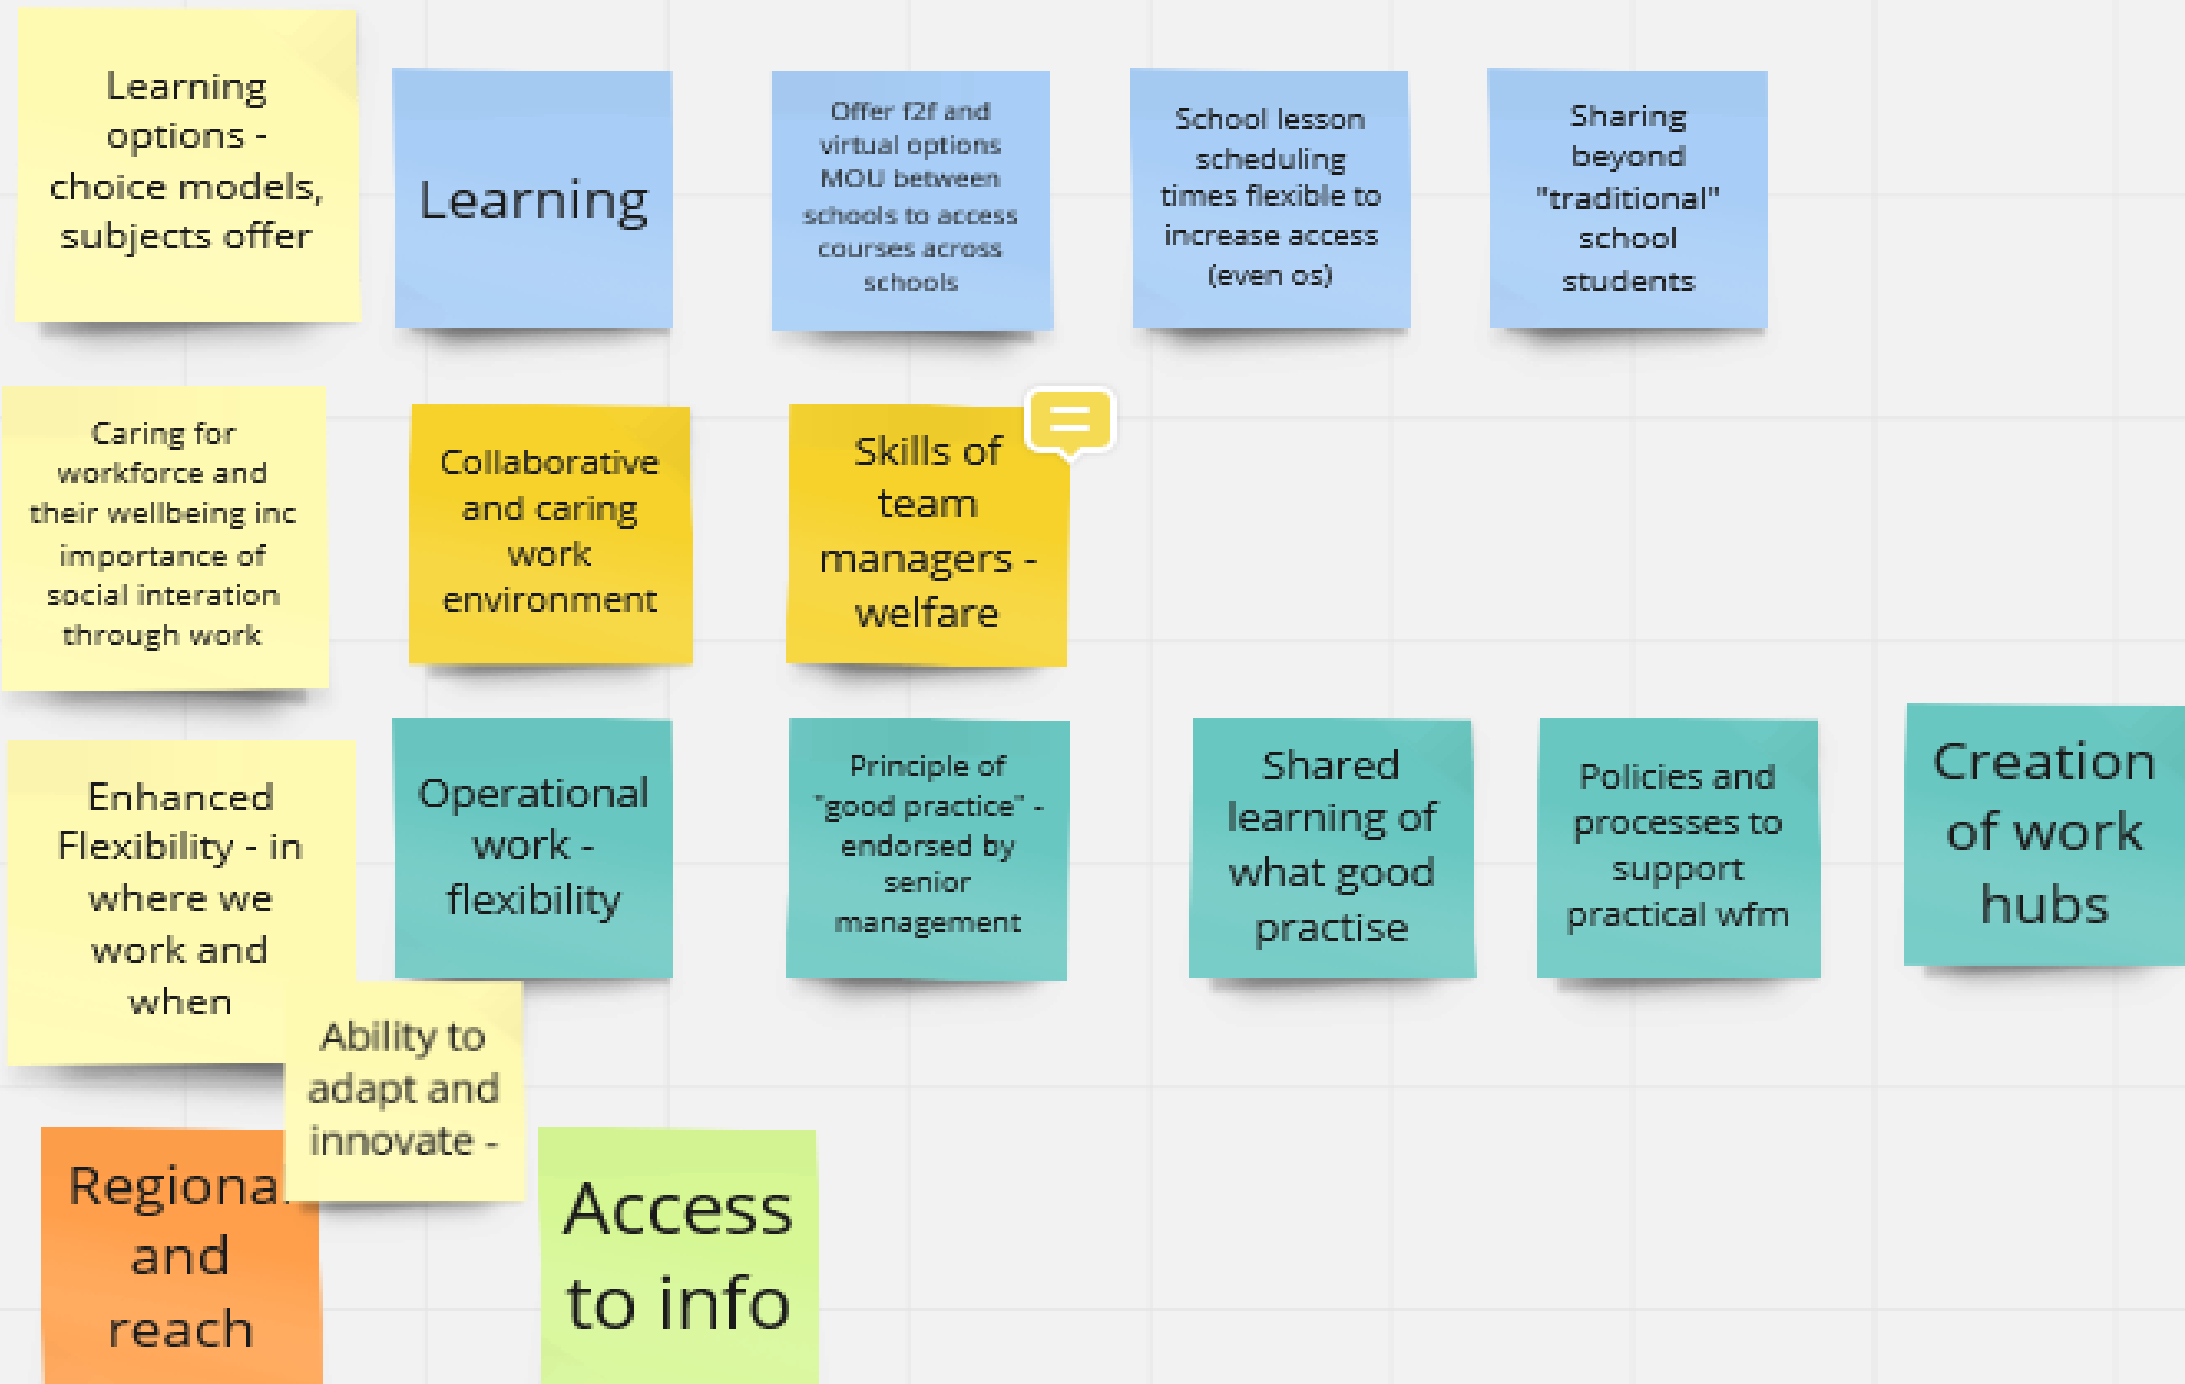 Learning
options -
choice models,
subjects offer
Learning
Offer f2f and
virtual options
MOU between
schools to access
courses across
schools
School lesson
scheduling
times flexible to
increase access
(even os)
Sharing
beyond
"traditional"
school
students
Caring for
workforce and
their wellbeing inc
importance of
social interation
through work
Collaborative
and caring
work
environment
Skills of
team
managers -
welfare
Enhanced
Flexibility - in
where we
work and
when
Operational
work -
flexibility
Principle of
"good practice" -
endorsed by
senior
management
Shared
learning of
what good
practise
Policies and
processes to
support
practical wfm
Creation
of work
hubs
Ability to
adapt and
innovate -
Regional
and
reach
Access
to info